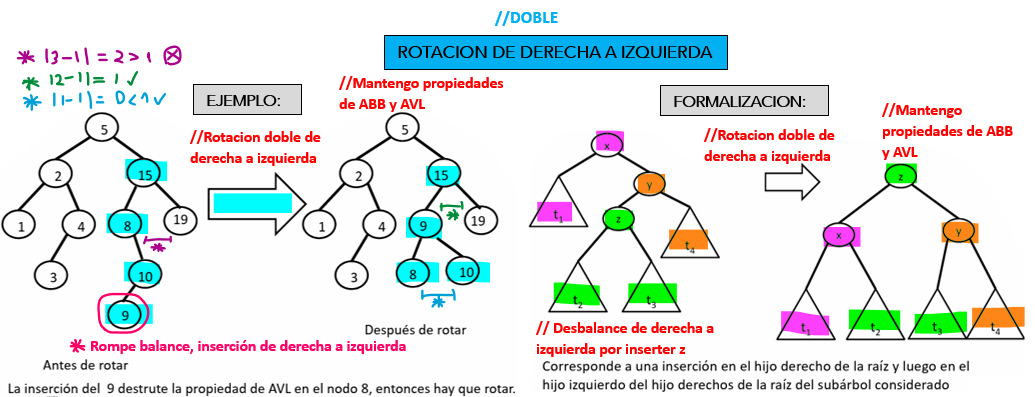 //DOBLE
ROTACION DE DERECHA A IZQUIERDA
* |3-1| = 2 > 1 ⊗
* |2-1| = 1 ✓
* |1-1| = 0 < 1 ✓
EJEMPLO:
//Mantengo propiedades
de ABB y AVL
//Rotacion doble de
derecha a izquierda
5
2
15
1
4
8
19
*
3
10
9
* Rompe balance, inserción de derecha a izquierda
Antes de rotar
5
2
15
*
1
4
9
19
3
8
10
*
Después de rotar
La inserción del 9 destrute la propiedad de AVL en el nodo 8, entonces hay que rotar.
FORMALIZACION:
//Rotacion doble de
derecha a izquierda
//Mantengo
propiedades de ABB
y AVL
x
y
t1
z
t4
t2
t3
// Desbalance de derecha a
izquierda por inserter z
z
x
y
t1
t2
t3
t4
Corresponde a una inserción en el hijo derecho de la raíz y luego en el
hijo izquierdo del hijo derechos de la raíz del subárbol considerado